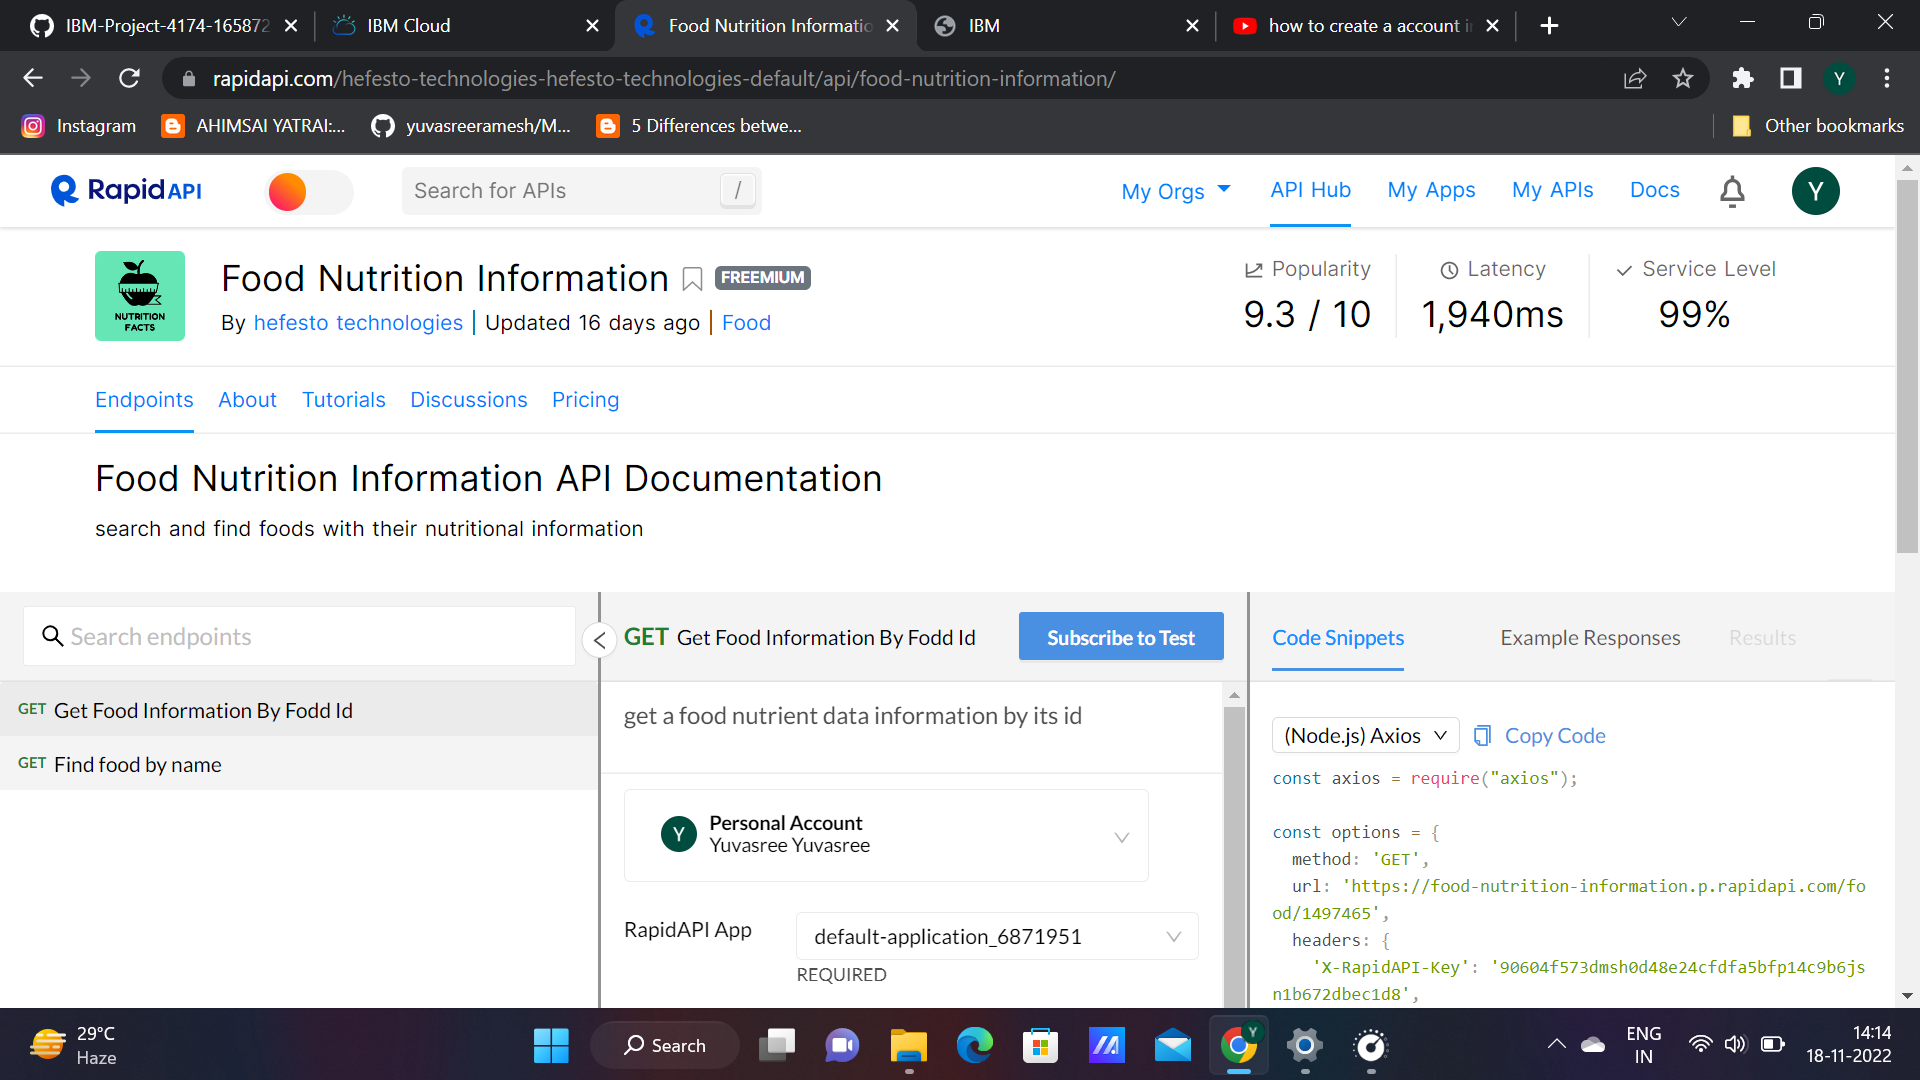 IBM-Project-4174-165872
IBM Cloud
Food Nutrition Informatio
IBM
how to create a account i
rapidapi.com/hefesto-technologies-hefesto-technologies-default/api/food-nutrition-information/
Y
Instagram
AHIMSAI YATRAI:...
yuvasreeramesh/M...
5 Differences betwe...
Other bookmarks
Rapid API
Search for APIs
/
My Orgs
API Hub
My Apps
My APIs
Docs
Y
NUTRITION
FACTS
Food Nutrition Information
FREEMIUM
By hefesto technologies | Updated 16 days ago | Food
Popularity
9.3 / 10
Latency
1,940ms
Service Level
99%
Endpoints
About
Tutorials
Discussions
Pricing
Food Nutrition Information API Documentation
search and find foods with their nutritional information
Search endpoints
GET Get Food Information By Fodd Id
GET Find food by name
GET Get Food Information By Fodd Id
Subscribe to Test
get a food nutrient data information by its id
Y
Personal Account
Yuvasree Yuvasree
RapidAPI App
default-application_6871951
REQUIRED
Code Snippets
Example Responses
Results
(Node.js) Axios
Copy Code
const axios = require("axios");
const options = {
method: 'GET',
url: 'https://food-nutrition-information.p.rapidapi.com/fo
od/1497465',
headers: {
'X-RapidAPI-Key': '90604f573dmsh0d48e24cfdfa5bfp14c9b6js
n1b672dbec1d8',
29°C
Haze
Search
Y
ENG
IN
14:14
18-11-2022